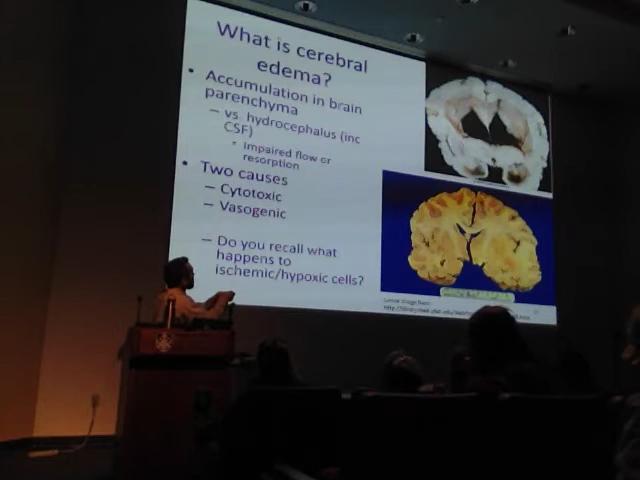 What is cerebral
edema?
• Accumulation in brain
parenchyma
– vs. hydrocephalus (inc
CSF)
• Impaired flow or
resorption
• Two causes
– Cytotoxic
– Vasogenic
– Do you recall what
happens to
ischemic/hypoxic cells?